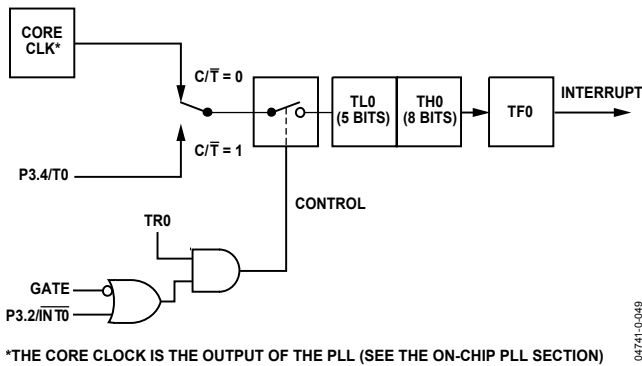 CORE
CLK*
C/T̅ = 0
TL0
(5 BITS)
TH0
(8 BITS)
TF0
INTERRUPT
C/T̅ = 1
P3.4/T0
CONTROL
TR0
GATE
P3.2/I̅N̅T̅0̅
*THE CORE CLOCK IS THE OUTPUT OF THE PLL (SEE THE ON-CHIP PLL SECTION)
04741-0-049